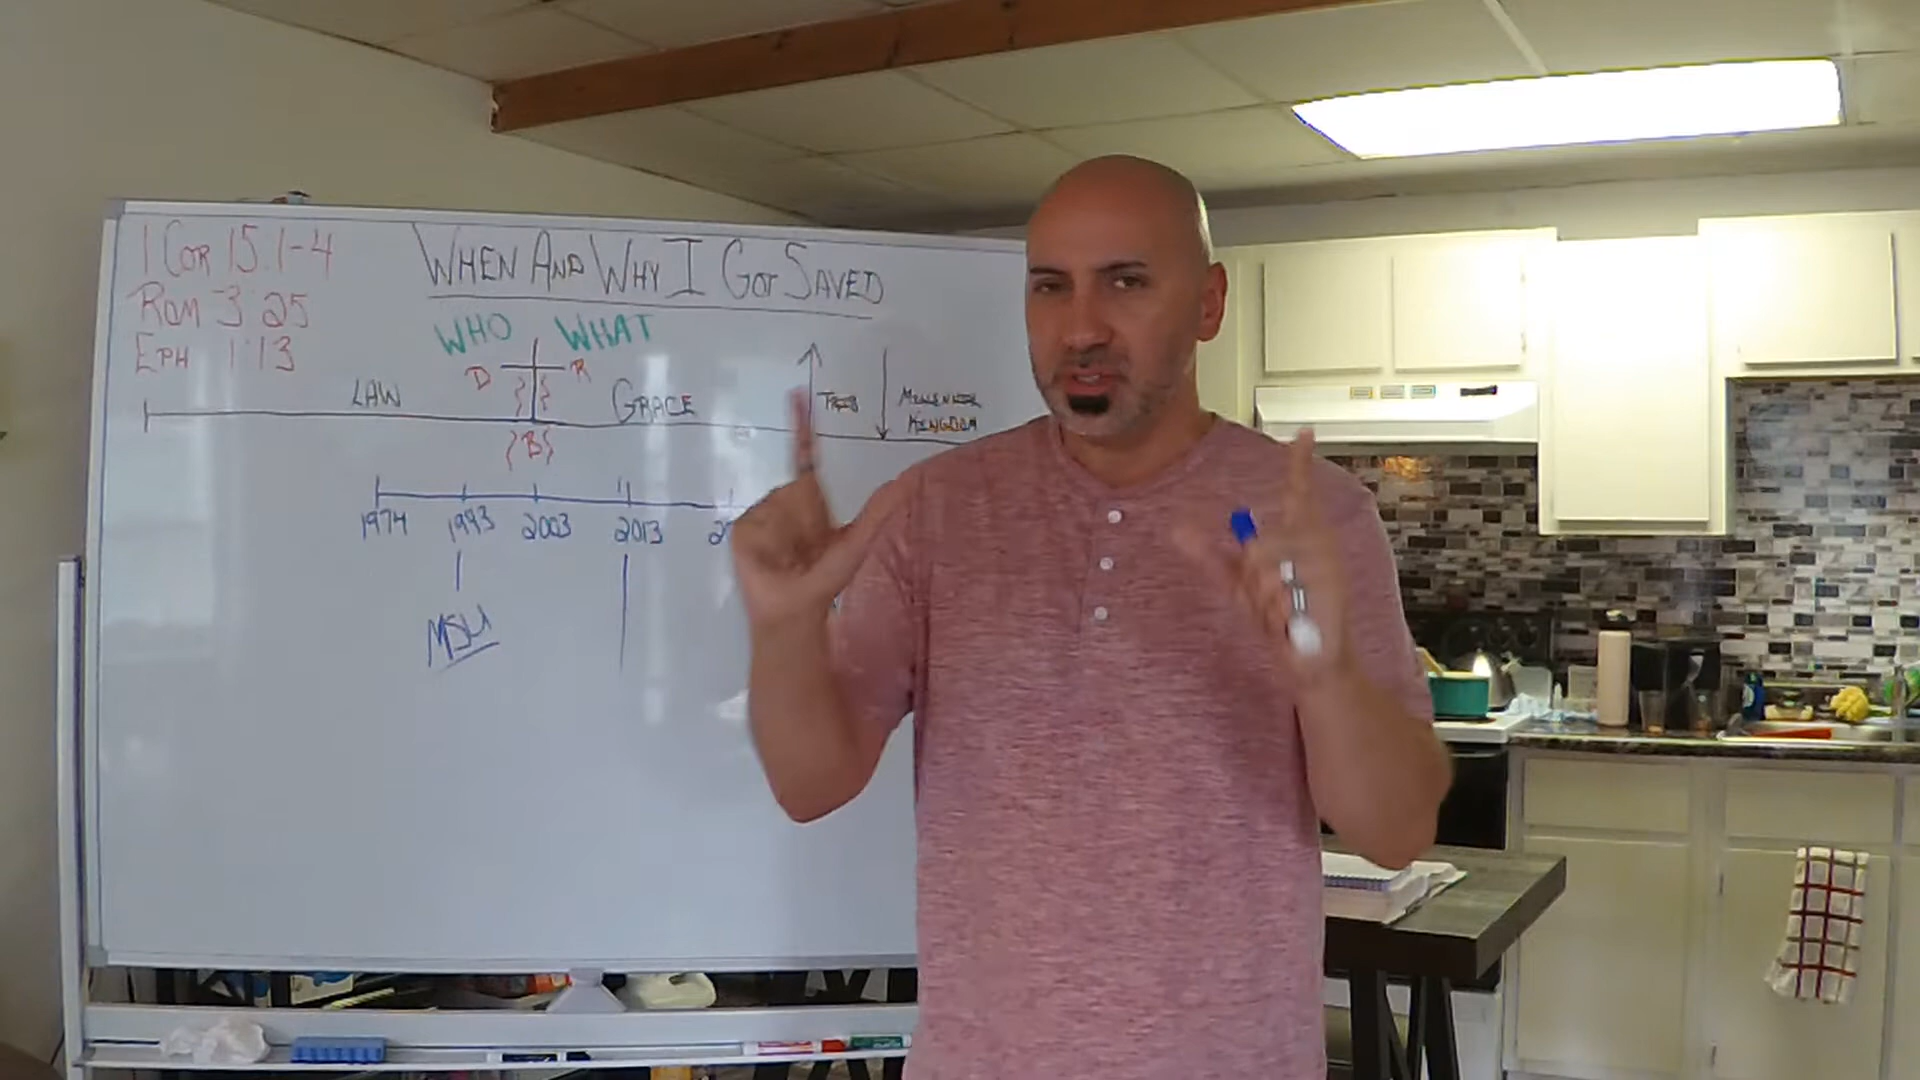 1 COR 15:1-4
ROM 3:25
EPH 1:13
WHEN AND WHY I GOT SAVED
WHO WHAT
D R
LAW GRACE
TRIB
KINGDOM
{B}
1974 1993 2003 2013
MSU